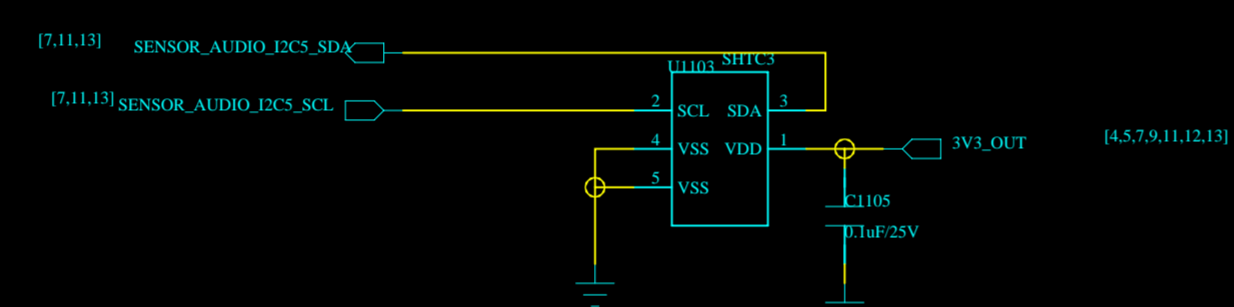 [7,11,13] SENSOR_AUDIO_I2C5_SDA
U1103 SHTC3
[7,11,13] SENSOR_AUDIO_I2C5_SCL
2 SCL SDA 3
4 VSS VDD 1
3V3_OUT [4,5,7,9,11,12,13]
5 VSS
C1105
0.1uF/25V